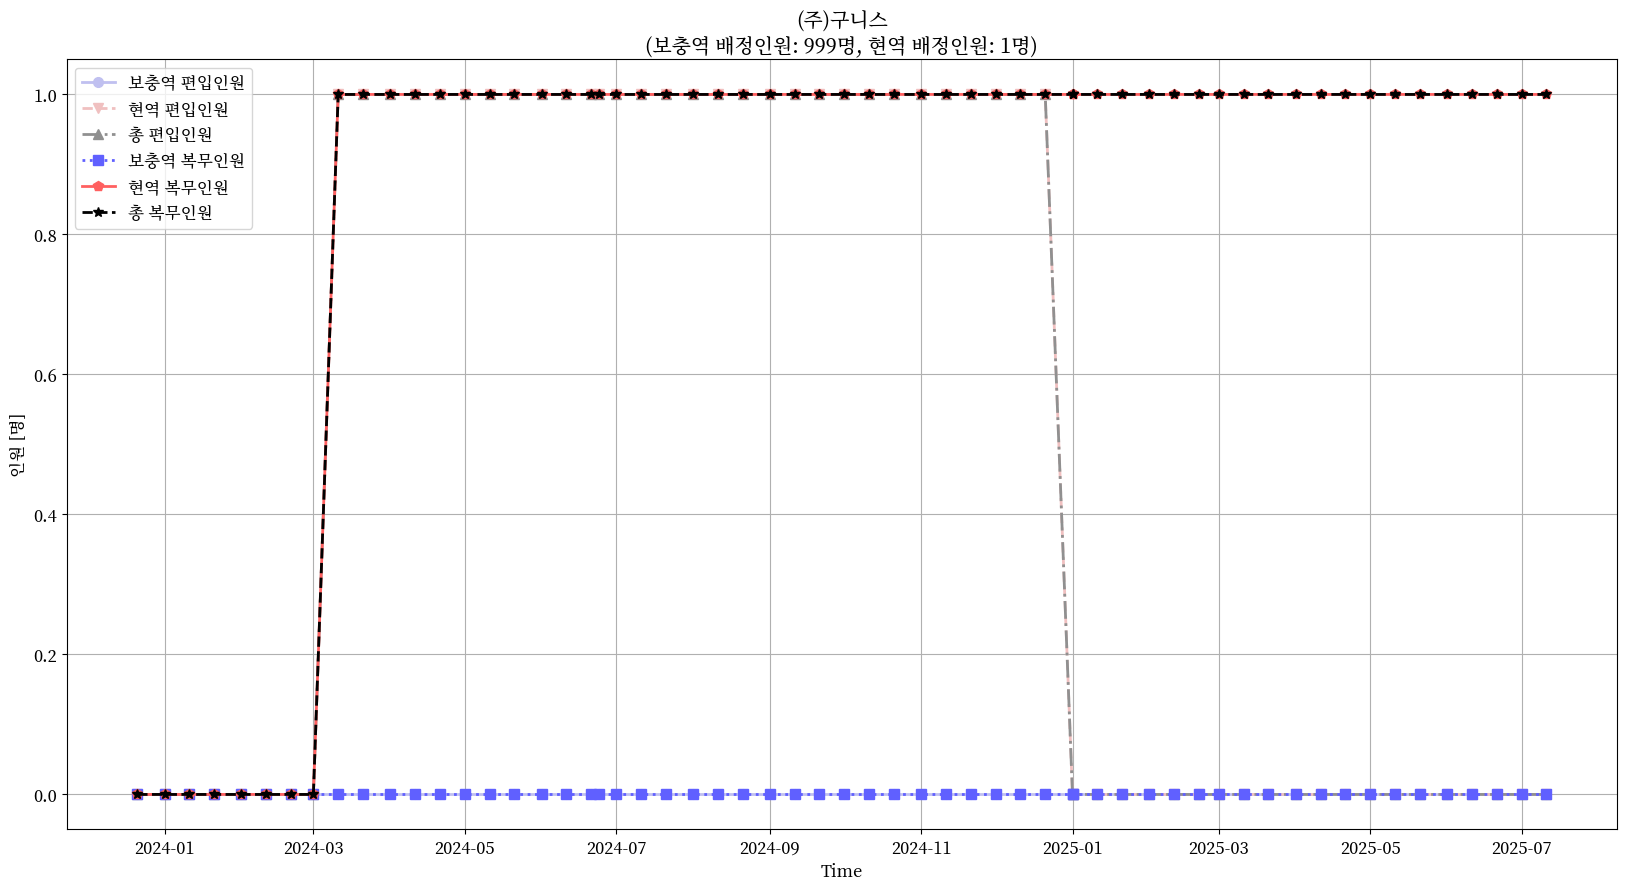 (주)구니스
(보충역 배정인원: 999명, 현역 배정인원: 1명)
보충역 편입인원
현역 편입인원
총 편입인원
보충역 복무인원
현역 복무인원
총 복무인원
인원 [명]
1.0
0.8
0.6
0.4
0.2
0.0
2024-01
2024-03
2024-05
2024-07
2024-09
2024-11
2025-01
2025-03
2025-05
2025-07
Time